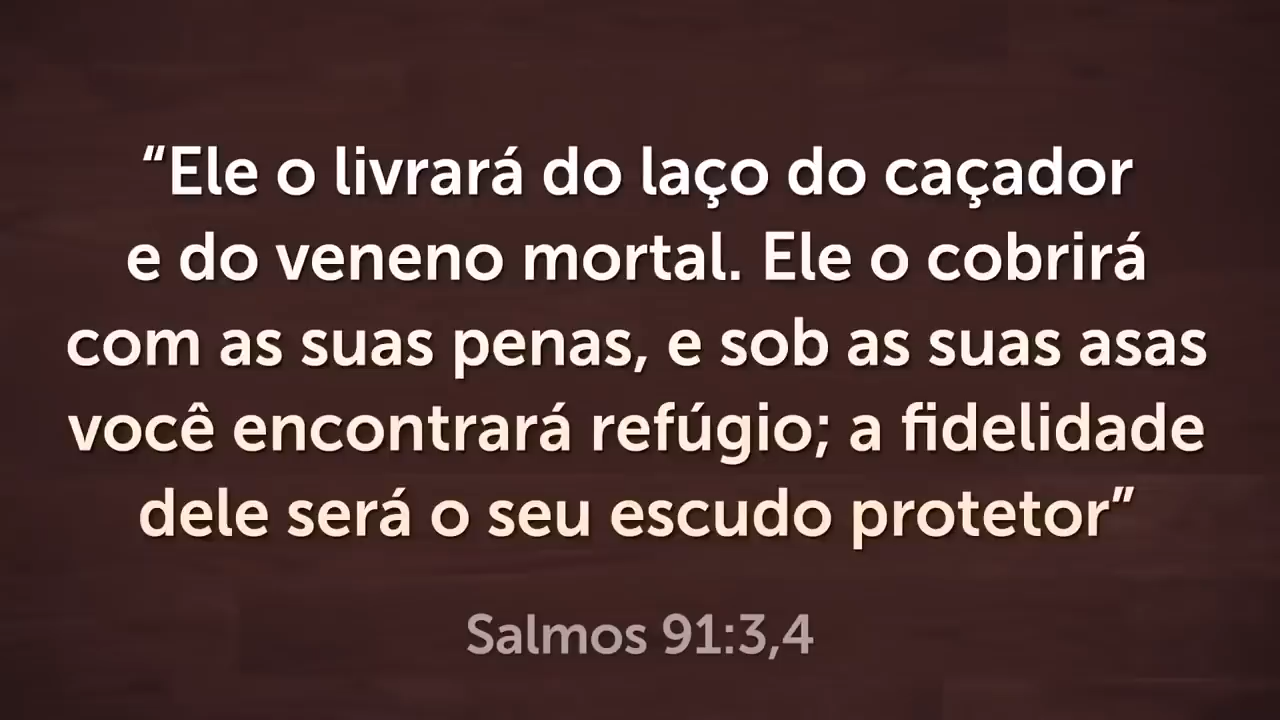 “Ele o livrará do laço do caçador
e do veneno mortal. Ele o cobrirá
com as suas penas, e sob as suas asas
você encontrará refúgio; a fidelidade
dele será o seu escudo protetor”
Salmos 91:3,4